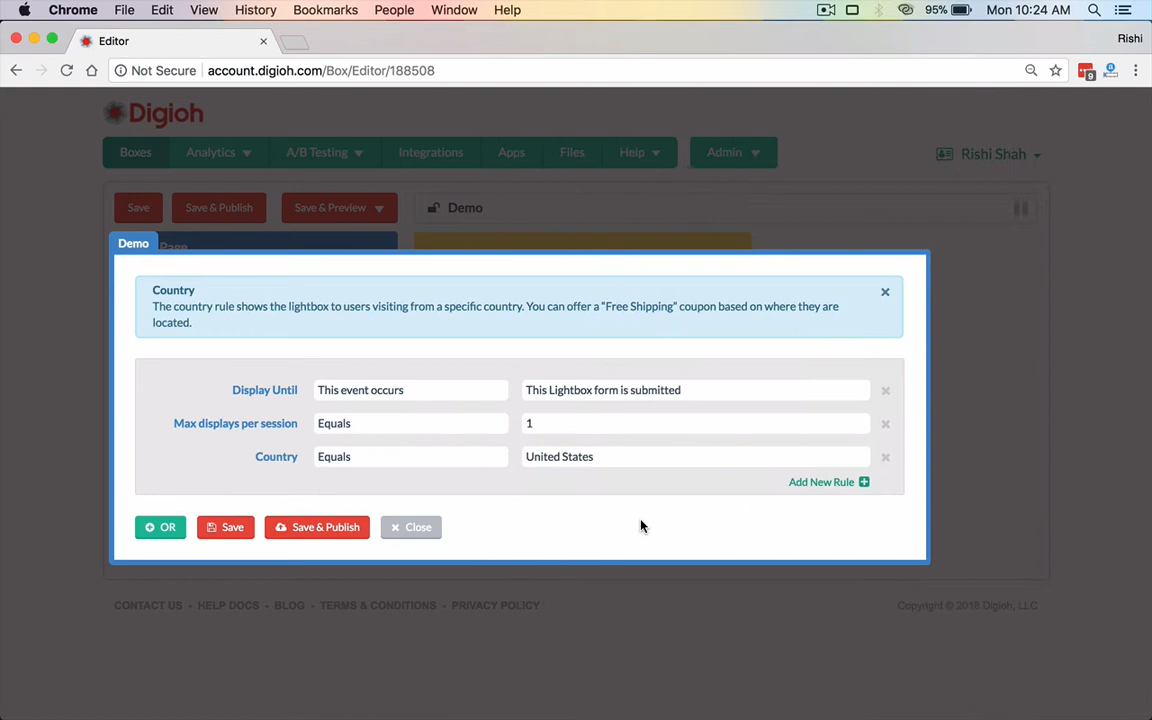 Chrome File Edit View History Bookmarks People Window Help 95% Mon 10:24 AM
Editor
Rishi
Not Secure account.digioh.com/Box/Editor/188508
9
Digioh
Boxes Analytics A/B Testing Integrations Apps Files Help Admin Rishi Shah
Save Save & Publish Save & Preview Demo
Demo Page
Country
The country rule shows the lightbox to users visiting from a specific country. You can offer a "Free Shipping" coupon based on where they are
located.
Display Until This event occurs This Lightbox form is submitted
Max displays per session Equals 1
Country Equals United States
Add New Rule
OR Save Save & Publish Close
CONTACT US - HELP DOCS - BLOG - TERMS & CONDITIONS - PRIVACY POLICY Copyright © 2018 Digioh, LLC